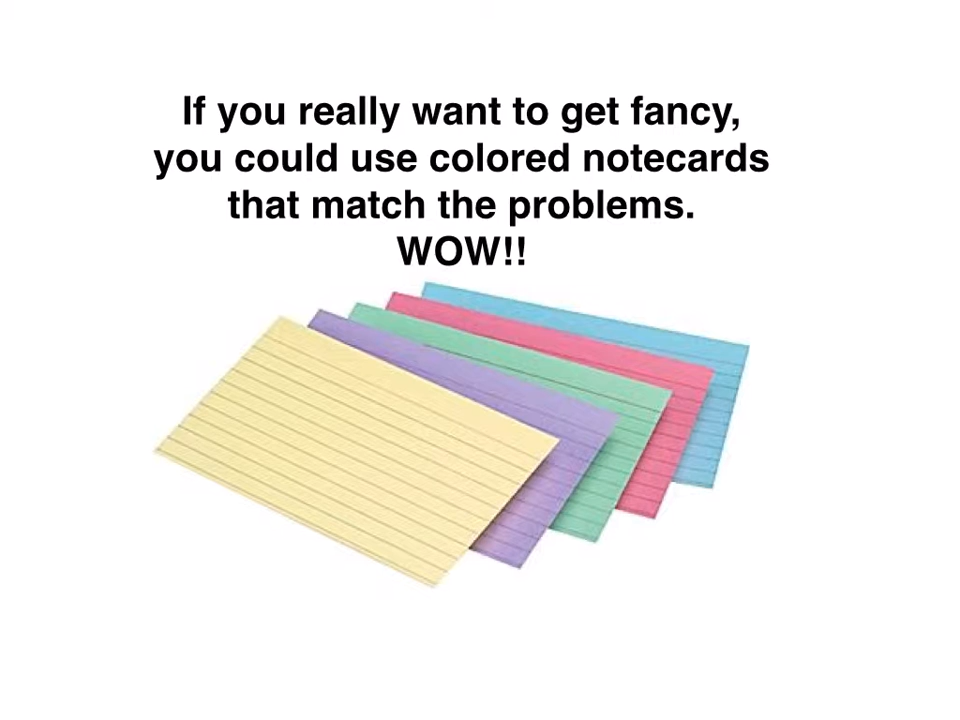 If you really want to get fancy,
you could use colored notecards
that match the problems.
WOW!!